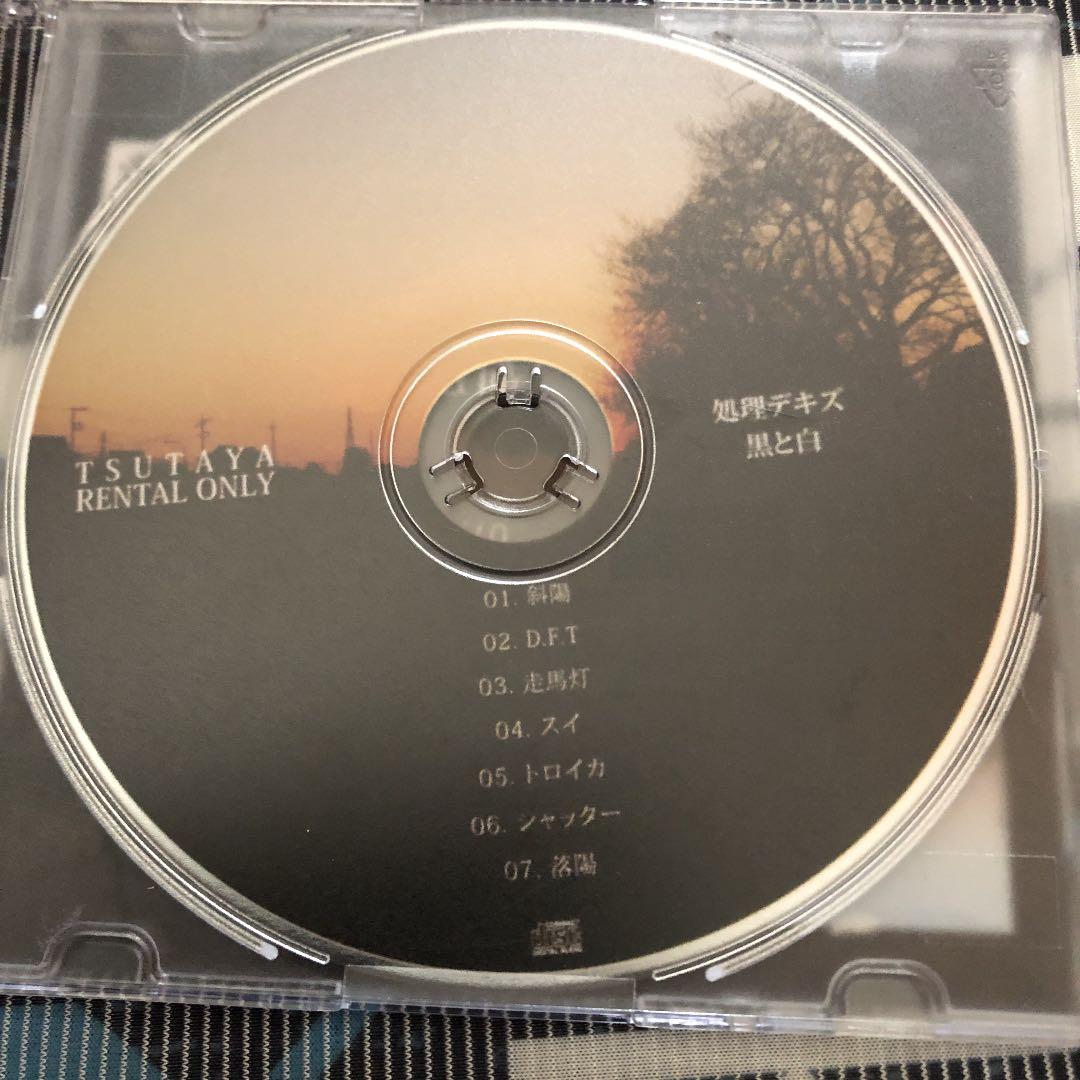 TSUTAYA
RENTAL ONLY
処理デキズ
黒と白
01. 斜陽
02. D.F.T
03. 走馬灯
04. スイ
05. トロイカ
06. シャッター
07. 落陽